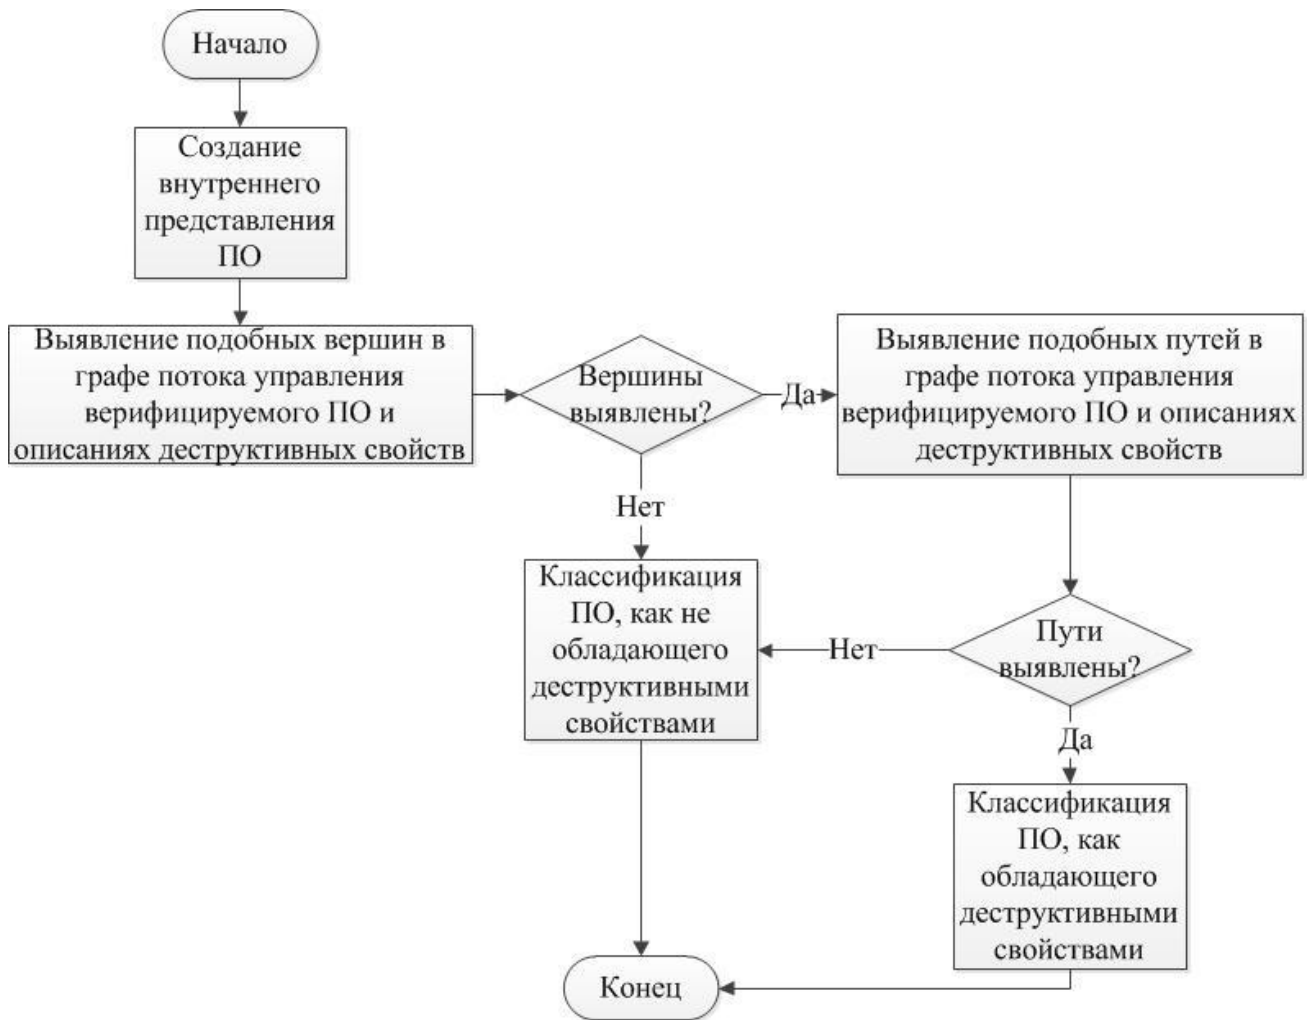 Начало
Создание
внутреннего
представления
ПО
Выявление подобных вершин в
графе потока управления
верифицируемого ПО и
описаниях деструктивных свойств
Вершины
выявлены?
Да
Выявление подобных путей в
графе потока управления
верифицируемого ПО и описаниях
деструктивных свойств
Нет
Классификация
ПО, как не
обладающего
деструктивными
свойствами
Нет
Пути
выявлены?
Да
Классификация
ПО, как
обладающего
деструктивными
свойствами
Конец